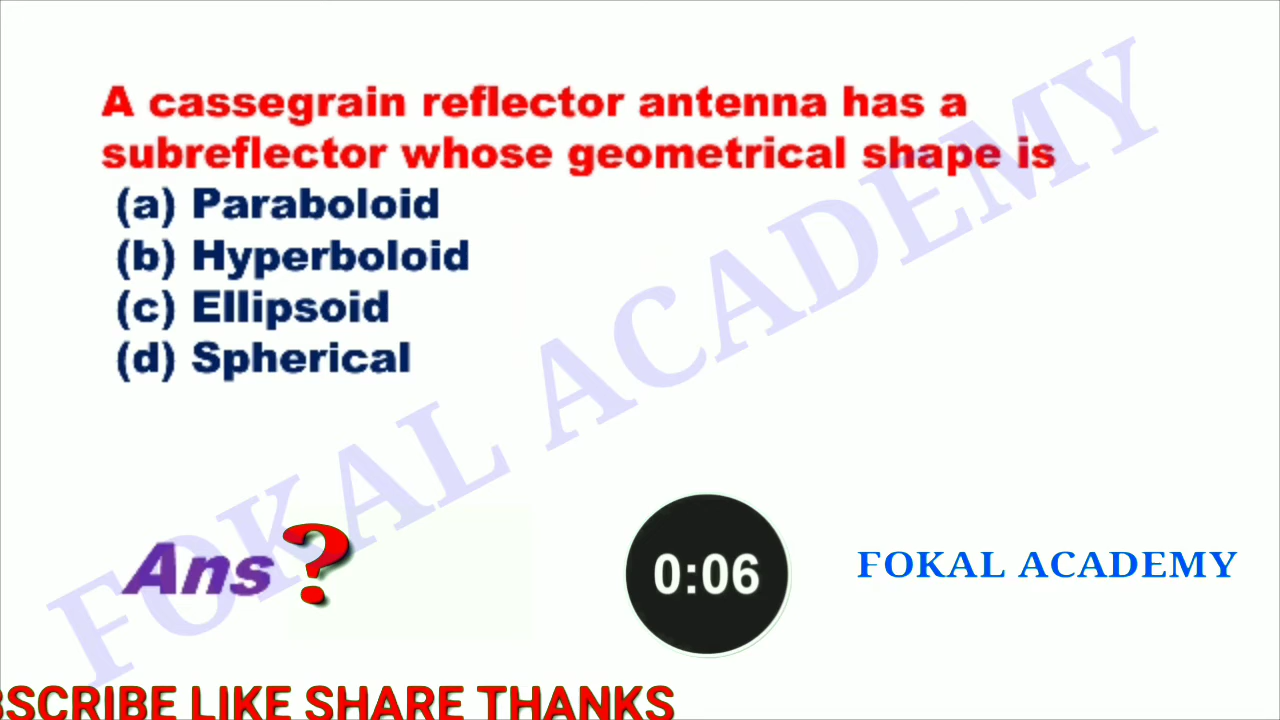 A cassegrain reflector antenna has a
subreflector whose geometrical shape is
(a) Paraboloid
(b) Hyperboloid
(c) Ellipsoid
(d) Spherical
FOKAL ACADEMY
Ans ?
0:06
FOKAL ACADEMY
BSCRIBE LIKE SHARE THANKS